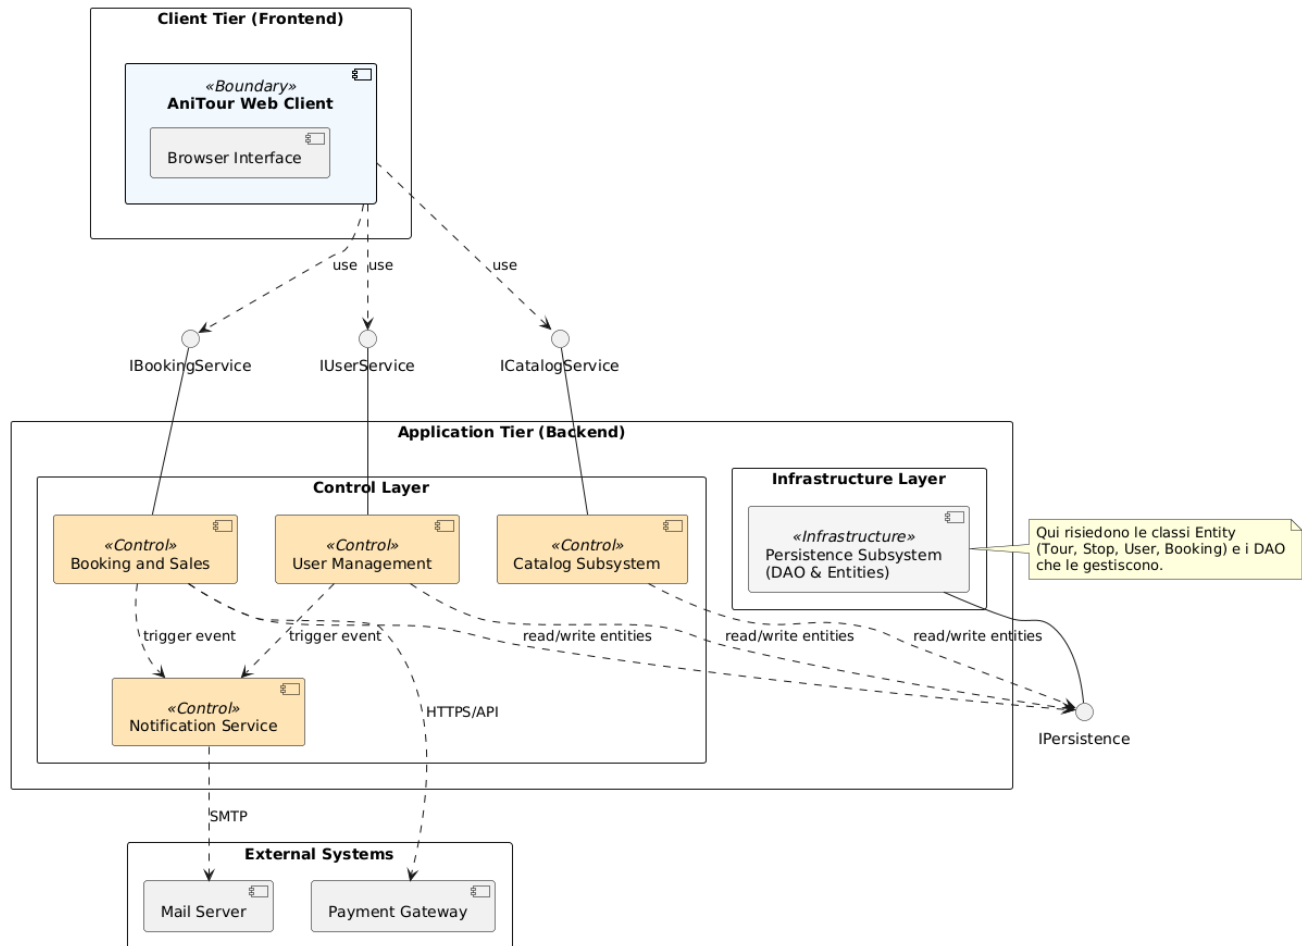 Client Tier (Frontend)
«Boundary»
AniTour Web Client
Browser Interface
use
use
use
IBookingService
IUserService
ICatalogService
Application Tier (Backend)
Control Layer
Infrastructure Layer
«Control»
Booking and Sales
«Control»
User Management
«Control»
Catalog Subsystem
«Infrastructure»
Persistence Subsystem
(DAO & Entities)
Qui risiedono le classi Entity
(Tour, Stop, User, Booking) e i DAO
che le gestiscono.
trigger event
trigger event
read/write entities
read/write entities
read/write entities
«Control»
Notification Service
HTTPS/API
IPersistence
SMTP
External Systems
Mail Server
Payment Gateway